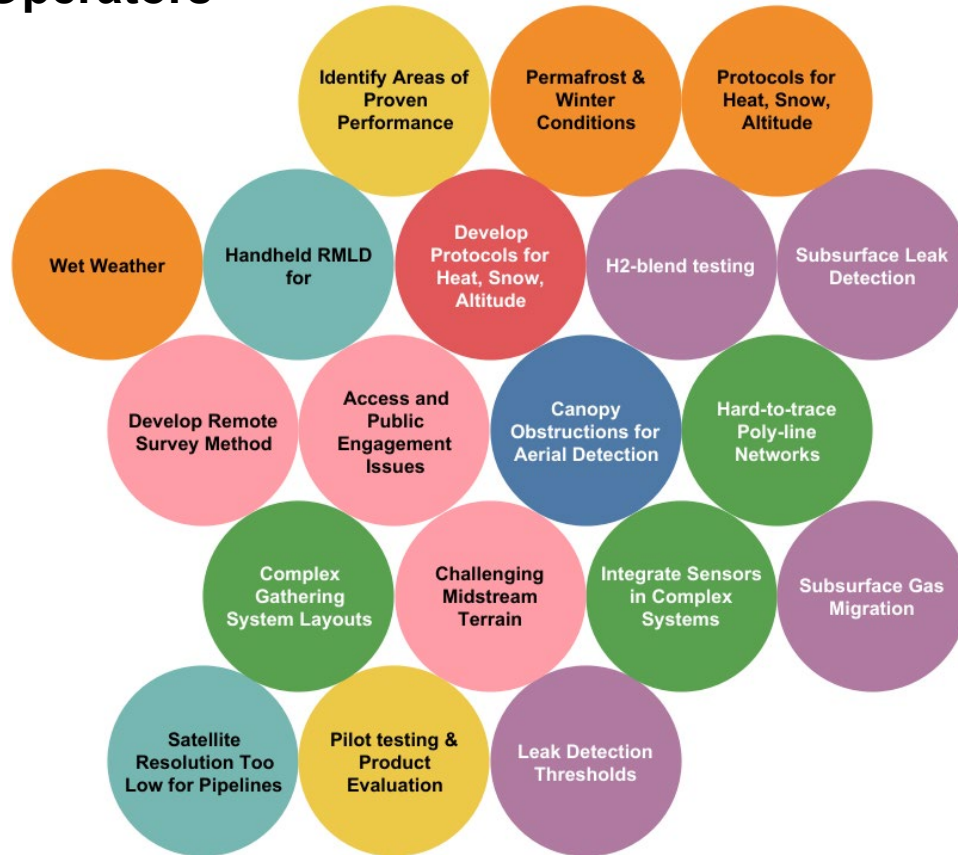 Identify Areas of
Proven
Performance
Permafrost &
Winter
Conditions
Protocols for
Heat, Snow,
Altitude
Wet Weather
Handheld RMLD
for
Develop
Protocols for
Heat, Snow,
Altitude
H2-blend testing
Subsurface Leak
Detection
Develop Remote
Survey Method
Access and
Public
Engagement
Issues
Canopy
Obstructions for
Aerial Detection
Hard-to-trace
Poly-line
Networks
Complex
Gathering
System Layouts
Challenging
Midstream
Terrain
Integrate Sensors
in Complex
Systems
Subsurface Gas
Migration
Satellite
Resolution Too
Low for Pipelines
Pilot testing &
Product
Evaluation
Leak Detection
Thresholds